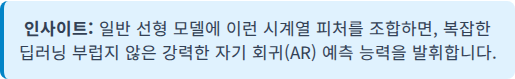 인사이트: 일반 선형 모델에 이런 시계열 피처를 조합하면, 복잡한
딥러닝 부럽지 않은 강력한 자기 회귀(AR) 예측 능력을 발휘합니다.